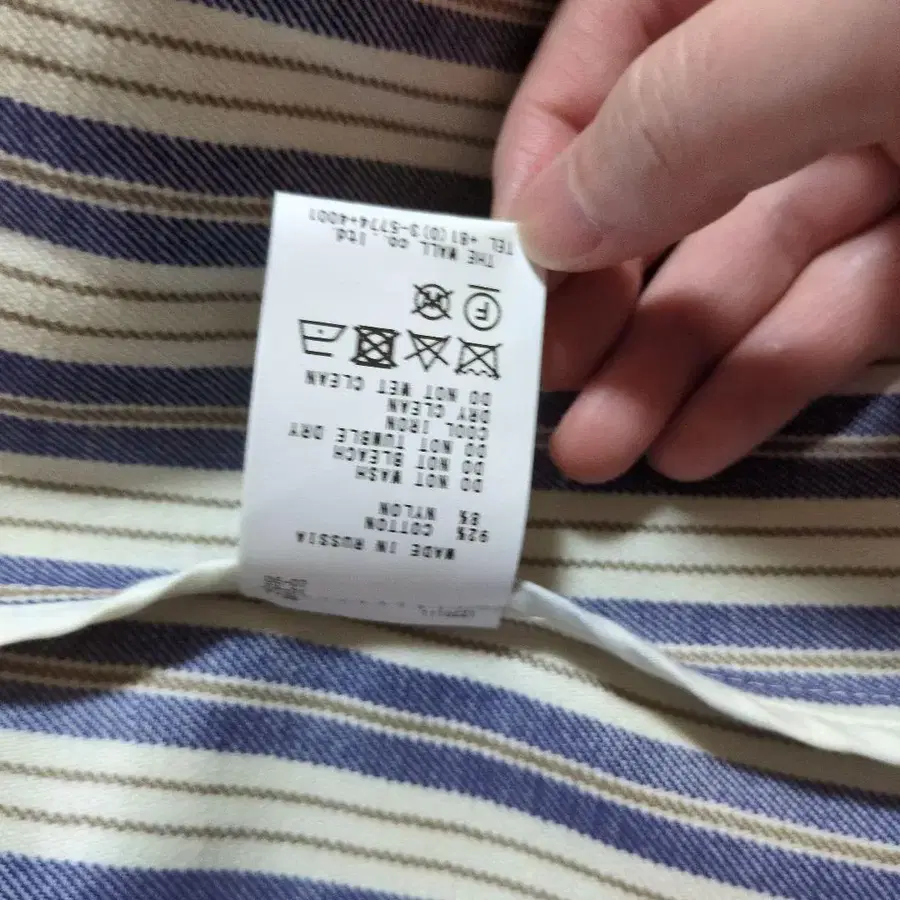 MADE IN RUSSIA
92% COTTON
8% NYLON
DO NOT WASH
DO NOT BLEACH
DO NOT TUMBLE DRY
COOL IRON
DRY CLEAN
DO NOT WET CLEAN
F
W
THE WALL co., ltd.
TEL +81(0)3-5774-4001